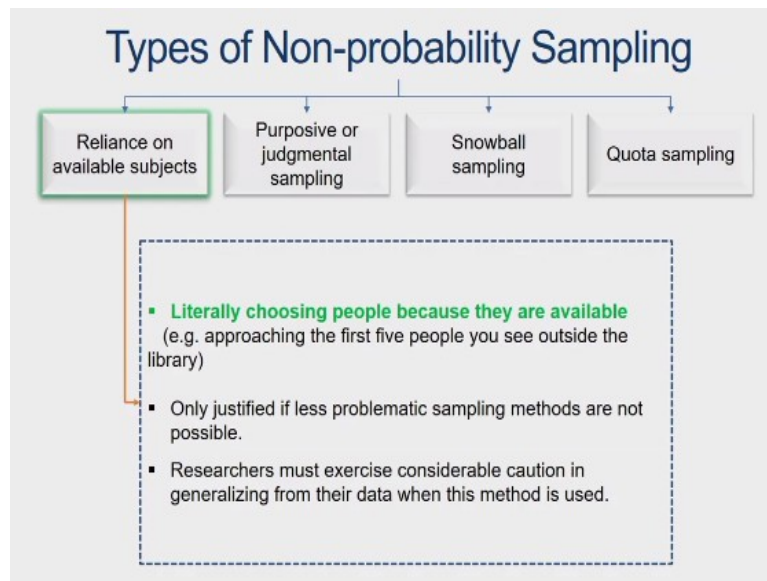 Types of Non-probability Sampling
Reliance on
available subjects
Purposive or
judgmental
sampling
Snowball
sampling
Quota sampling
▪ Literally choosing people because they are available
(e.g. approaching the first five people you see outside the
library)
▪ Only justified if less problematic sampling methods are not
possible.
▪ Researchers must exercise considerable caution in
generalizing from their data when this method is used.